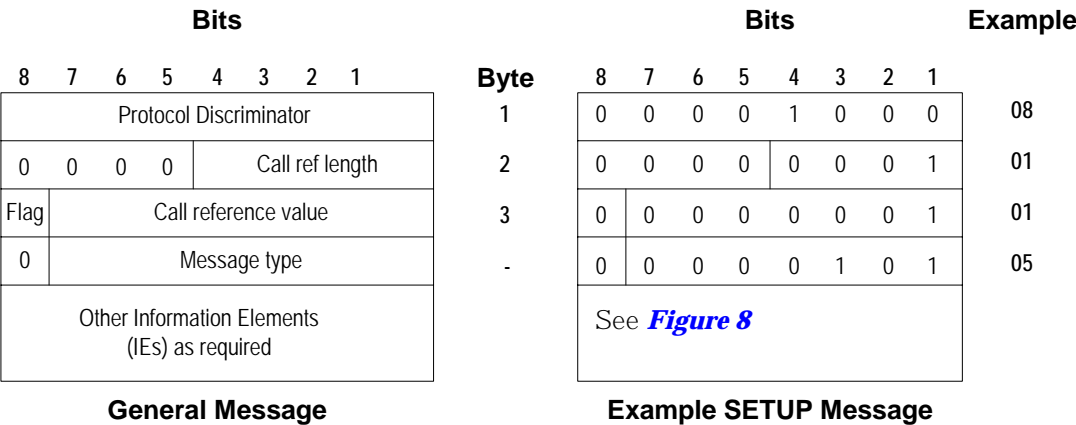 Bits Bits Example
8 7 6 5 4 3 2 1 Byte 8 7 6 5 4 3 2 1
Protocol Discriminator 1 0 0 0 0 1 0 0 0 08
0 0 0 0 Call ref length 2 0 0 0 0 0 0 0 1 01
Flag Call reference value 3 0 0 0 0 0 0 0 1 01
0 Message type - 0 0 0 0 0 1 0 1 05
Other Information Elements
(IEs) as required
See Figure 8
General Message Example SETUP Message